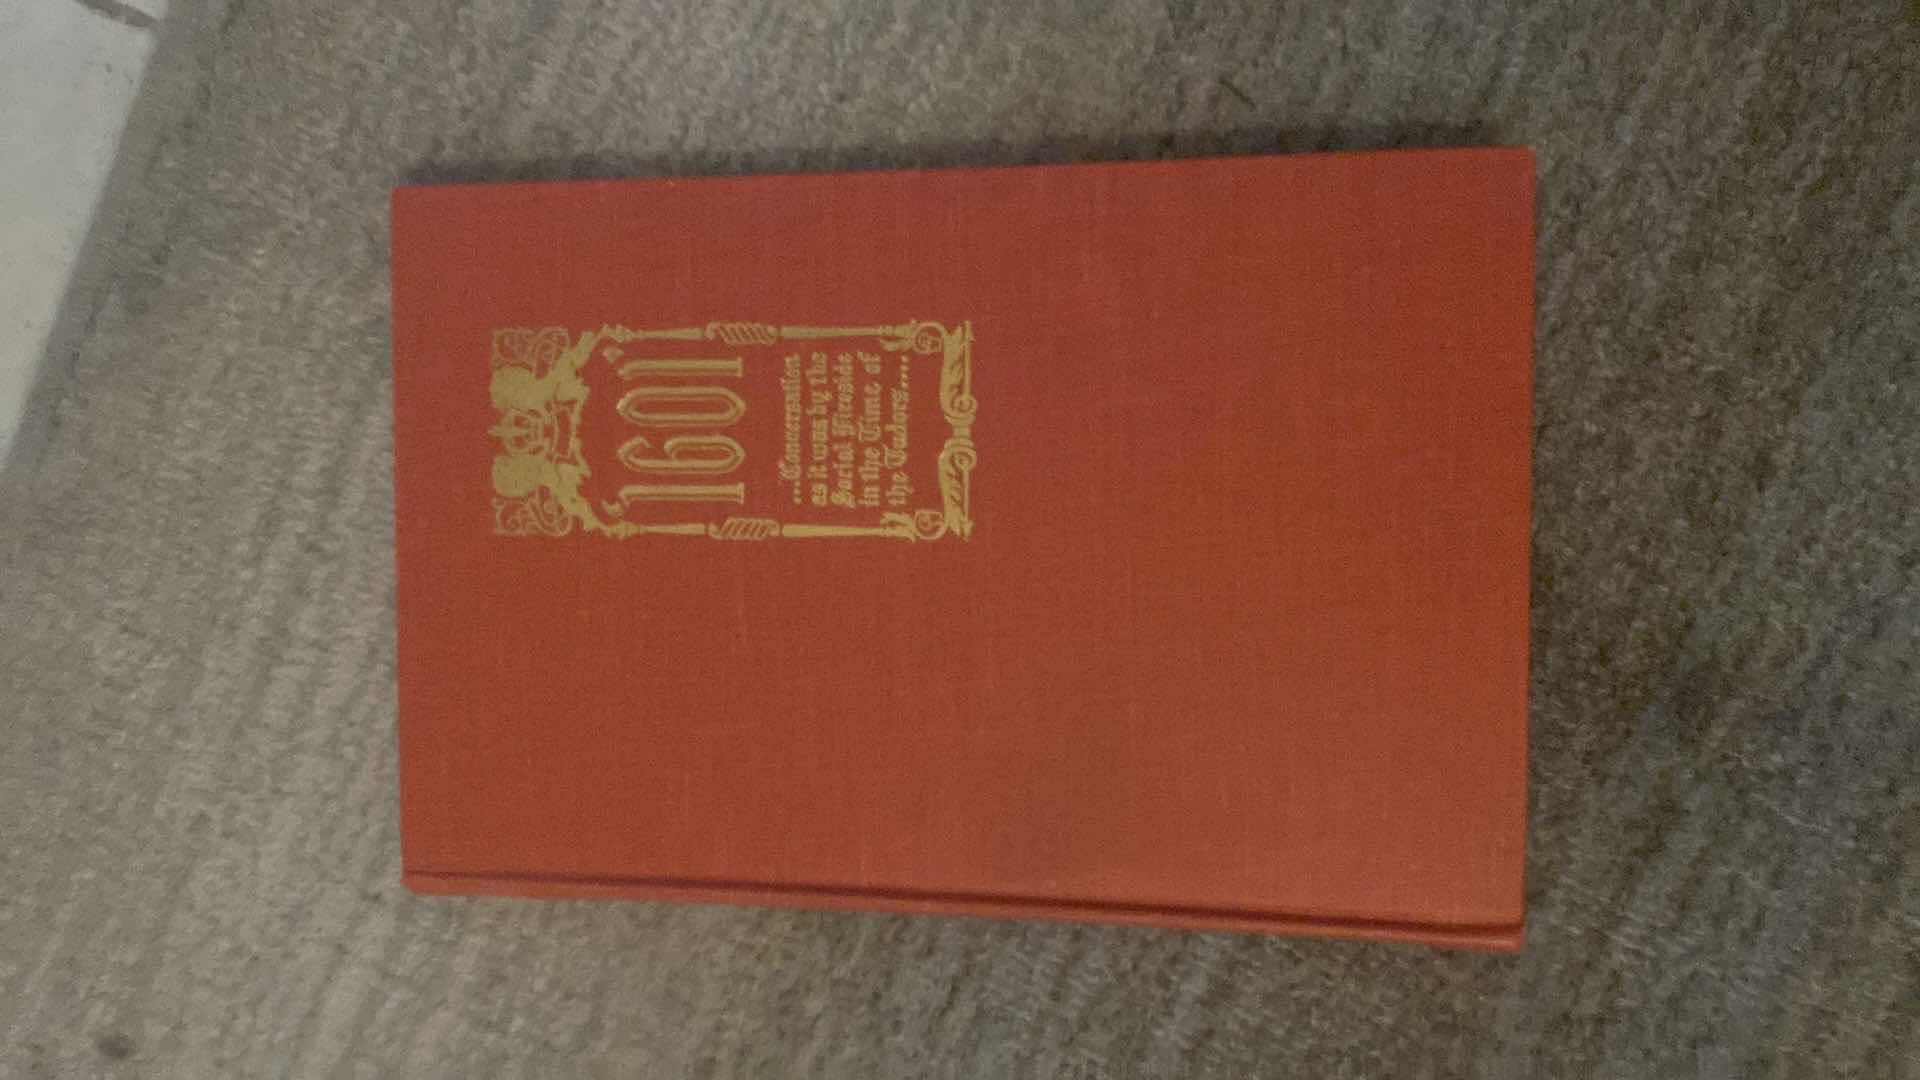 '1601'
...Conversation
as it was by the
Social Fireside
in the Time of
the Tudors....